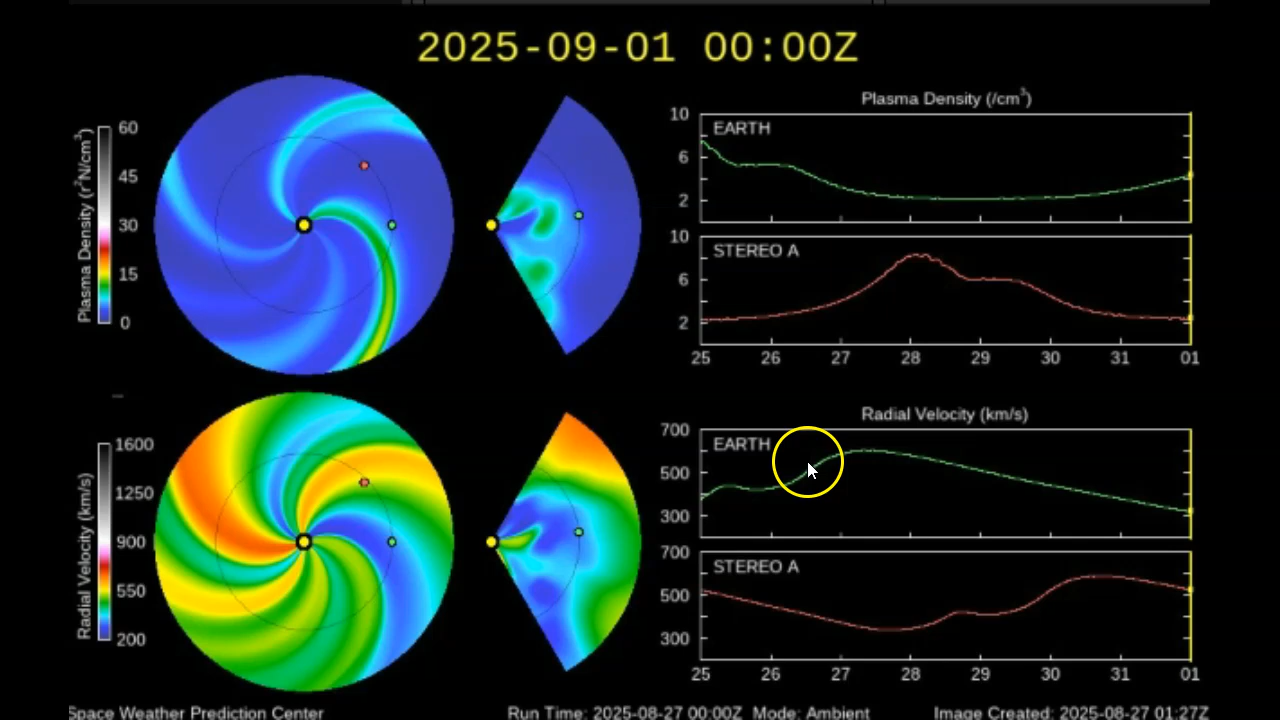 2025-09-01 00:00Z
Plasma Density (r²N/cm³)
60
45
30
15
0
Plasma Density (/cm³)
10
6
2
EARTH
10
6
2
STEREO A
25 26 27 28 29 30 31 01
Radial Velocity (km/s)
1600
1250
900
550
200
Radial Velocity (km/s)
700
500
300
EARTH
700
500
300
STEREO A
25 26 27 28 29 30 31 01
Space Weather Prediction Center Run Time: 2025-08-27 00:00Z Mode: Ambient Image Created: 2025-08-27 01:27Z